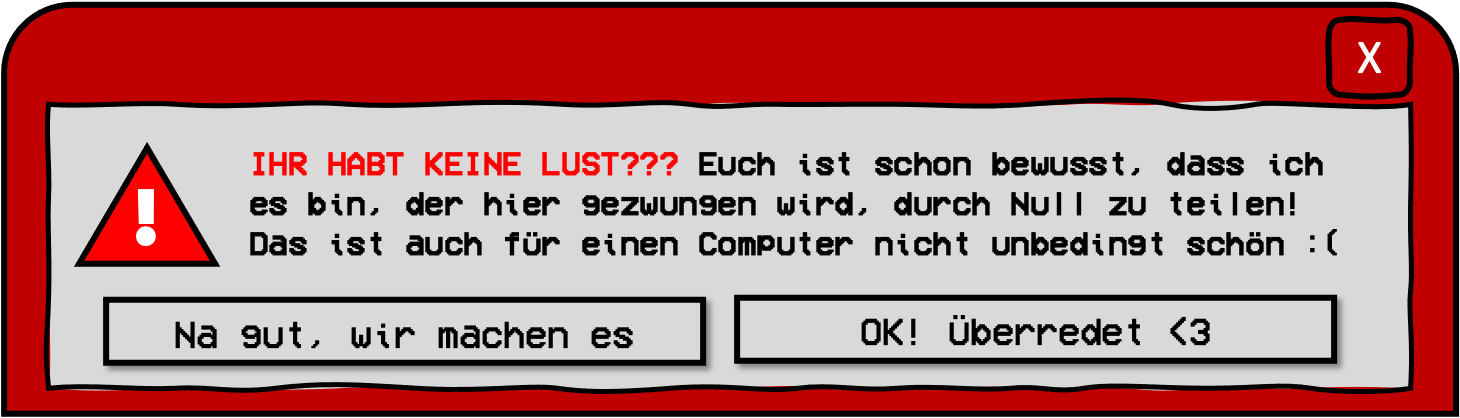 X
IHR HABT KEINE LUST??? Euch ist schon bewusst, dass ich
es bin, der hier gezwungen wird, durch Null zu teilen!
Das ist auch für einen Computer nicht unbedingt schön :(
Na gut, wir machen es
OK! Überredet <3